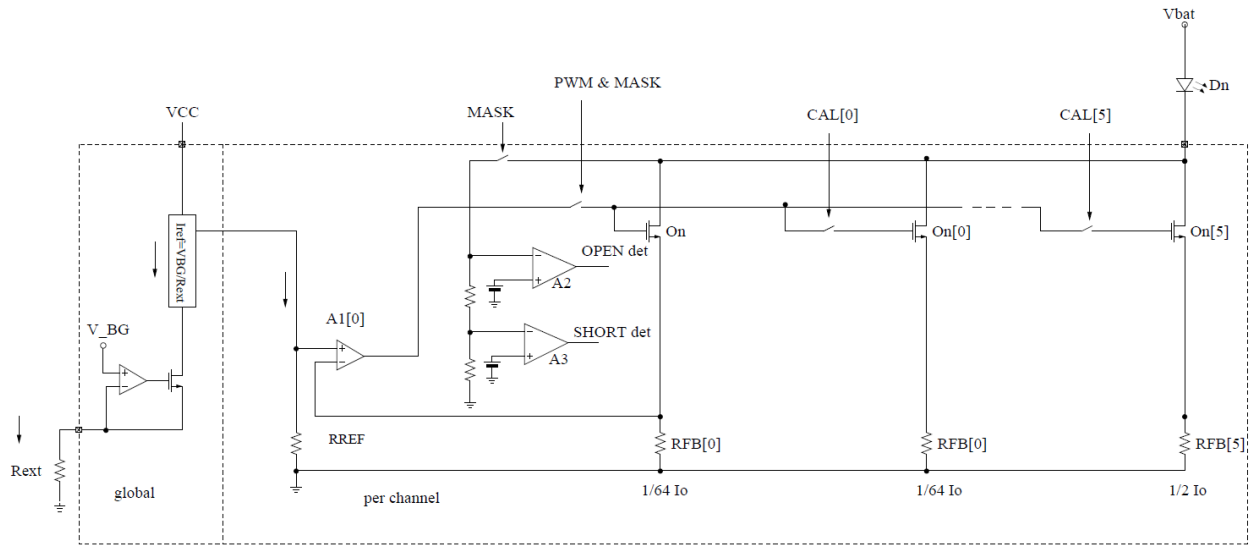 Vbat
PWM & MASK
Dn
VCC
MASK
CAL[0]
CAL[5]
Iref=VBG/Rext
On
On[0]
On[5]
OPEN det
A2
A1[0]
V_BG
SHORT det
A3
RREF
RFB[0]
RFB[0]
RFB[5]
Rext
global
per channel
1/64 Io
1/64 Io
1/2 Io